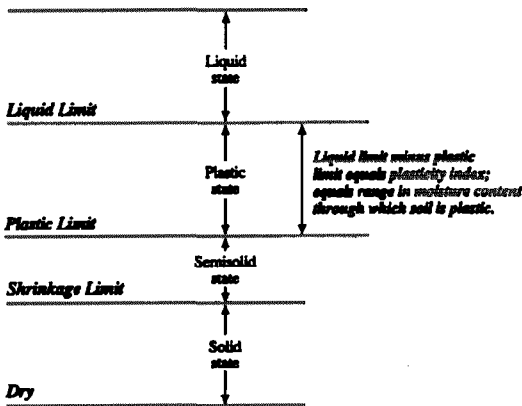 Liquid
state
Liquid Limit
Plastic
state
Liquid limit minus plastic
limit equals plasticity index;
equals range in moisture content
through which soil is plastic.
Plastic Limit
Semisolid
state
Shrinkage Limit
Solid
state
Dry